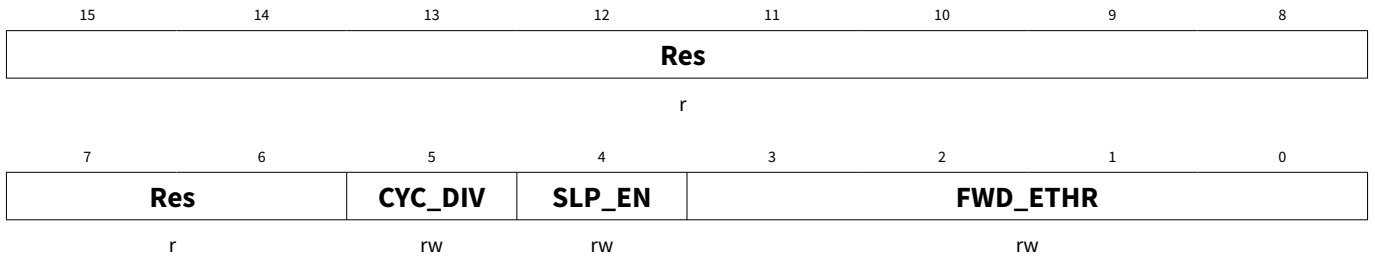 15 14 13 12 11 10 9 8
Res
r
7 6 5 4 3 2 1 0
Res CYC_DIV SLP_EN FWD_ETHR
r rw rw rw